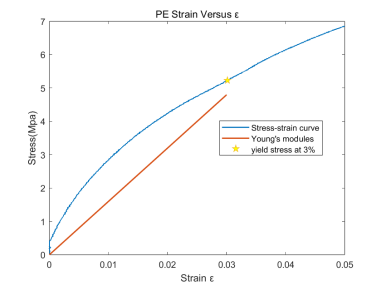 PE Strain Versus ε
7
6
5
4
3
2
1
0
Stress(Mpa)
Stress-strain curve
Young's modules
yield stress at 3%
0 0.01 0.02 0.03 0.04 0.05
Strain ε